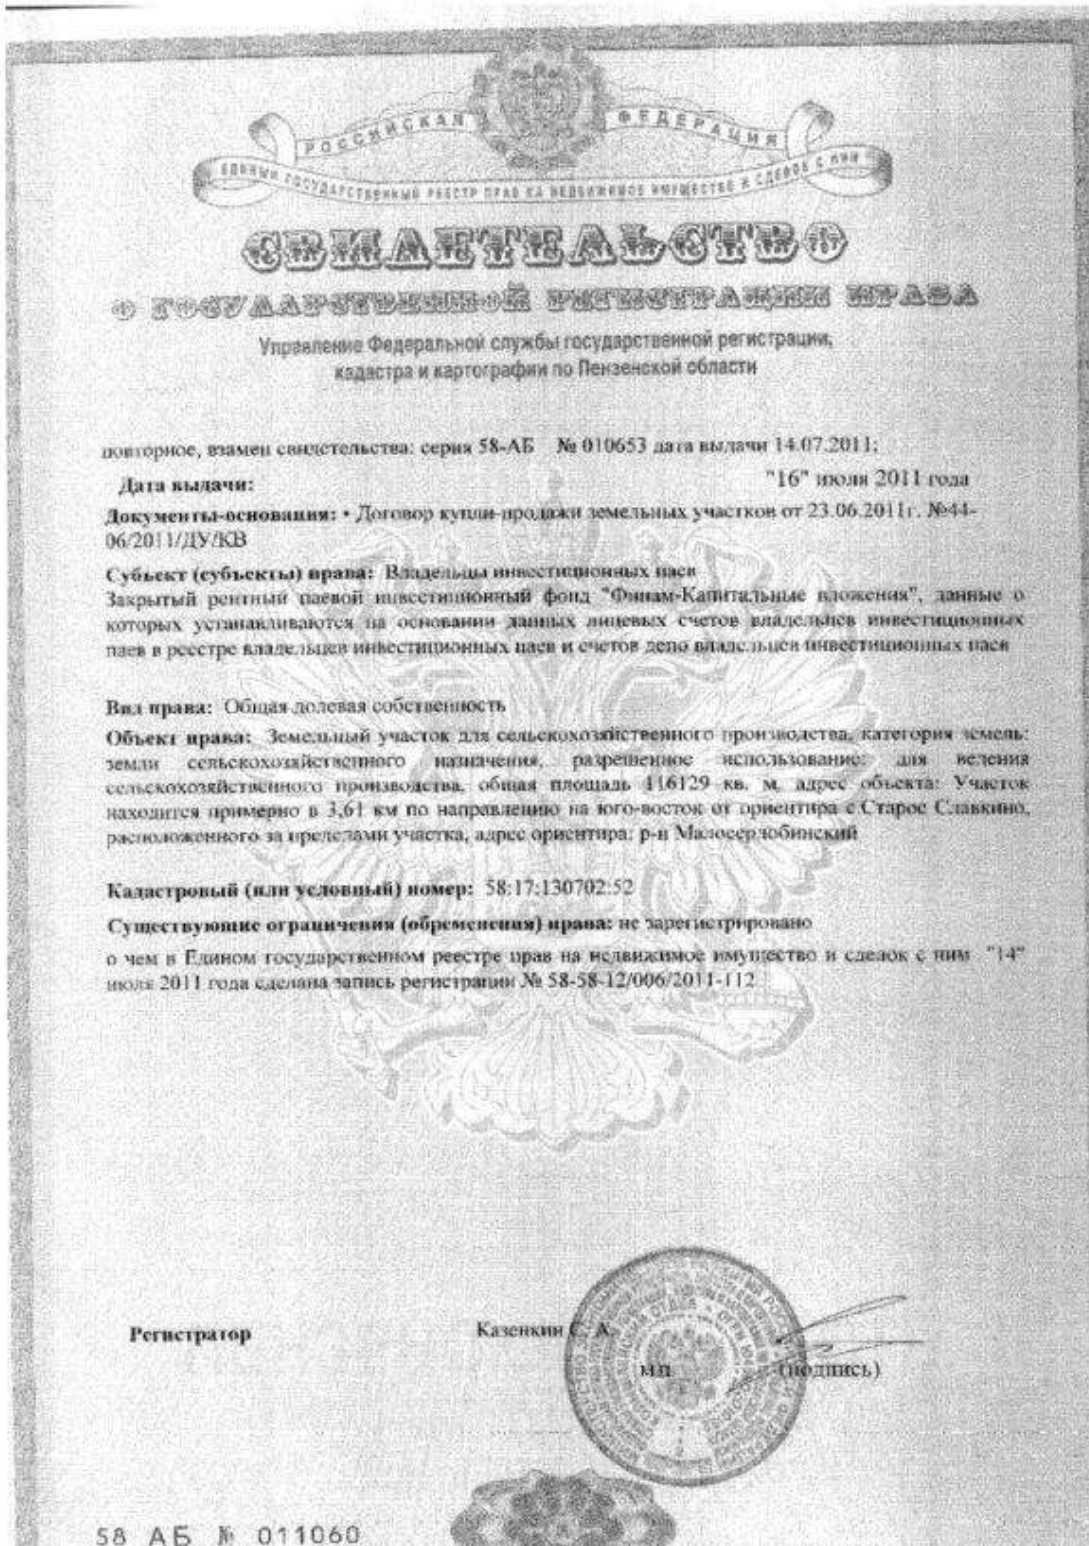 РОССИЙСКАЯ ФЕДЕРАЦИЯ
ЕДИНЫЙ ГОСУДАРСТВЕННЫЙ РЕЕСТР ПРАВ НА НЕДВИЖИМОЕ ИМУЩЕСТВО И СДЕЛОК С НИМ
СВИДЕТЕЛЬСТВО
О ГОСУДАРСТВЕННОЙ РЕГИСТРАЦИИ ПРАВА
Управление Федеральной службы государственной регистрации,
кадастра и картографии по Пензенской области
повторное, взамен свидетельства: серия 58-АБ № 010653 дата выдачи 14.07.2011;
Дата выдачи: "16" июля 2011 года
Документы-основания: • Договор купли-продажи земельных участков от 23.06.2011г. №44-
06/2011/ДУ/КВ
Субъект (субъекты) права: Владельцы инвестиционных паев
Закрытый рентный паевой инвестиционный фонд "Финам-Капитальные вложения", данные о
которых устанавливаются на основании данных лицевых счетов владельцев инвестиционных
паев в реестре владельцев инвестиционных паев и счетов депо владельцев инвестиционных паев
Вид права: Общая долевая собственность
Объект права: Земельный участок для сельскохозяйственного производства, категория земель:
земли сельскохозяйственного назначения, разрешенное использование: для ведения
сельскохозяйственного производства, общая площадь 116129 кв. м, адрес объекта: Участок
находится примерно в 3,61 км по направлению на юго-восток от ориентира с.Старое Славкино,
расположенного за пределами участка, адрес ориентира: р-н Малосердобинский
Кадастровый (или условный) номер: 58:17:130702:52
Существующие ограничения (обременения) права: не зарегистрировано
о чем в Едином государственном реестре прав на недвижимое имущество и сделок с ним "14"
июля 2011 года сделана запись регистрации № 58-58-12/006/2011-112
Регистратор Казенкин С. А.
М.П. (подпись)
58 АБ № 011060